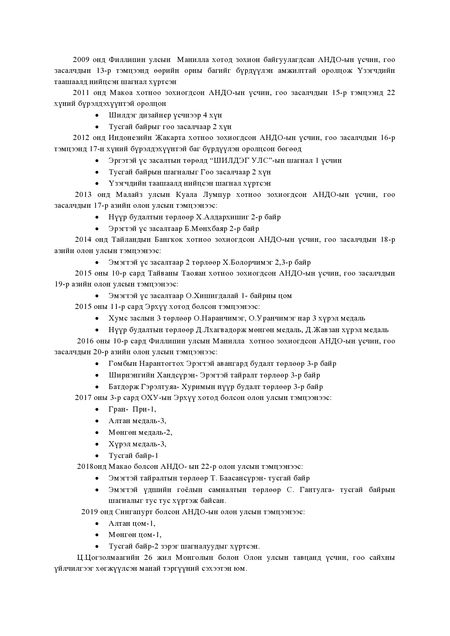 2009 онд Филлипин улсын Манилла хотод зохион байгуулагдсан АНДО-ын үсчин, гоо
засалчдын 13-р тэмцээнд өөрийн орны багийг бүрдүүлэн амжилттай оролцож Үзэгчдийн
таашаалд нийцсэн шагнал хүртсэн
2011 онд Макоа хотноо зохиогдсон АНДО-ын үсчин, гоо засалчдын 15-р тэмцээнд 22
хүний бүрэлдэхүүнтэй оролцон
• Шилдэг дизайнер үсчнээр 4 хүн
• Тусгай байрыг гоо засалчаар 2 хүн
2012 онд Индонезийн Жакарта хотноо зохиогдсон АНДО-ын үсчин, гоо засалчдын 16-р
тэмцээнд 17-н хүний бүрэлдэхүүнтэй баг бүрдүүлэн оролцсон бөгөөд
• Эргэтэй үс засалтын төрөлд “ШИЛДЭГ УЛС”-ын шагнал 1 үсчин
• Тусгай байрын шагналыг Гоо засалчаар 2 хүн
• Үзэгчдийн таашаалд нийцсэн шагнал хүртсэн
2013 онд Малайз улсын Куала Лумпур хотноо зохиогдсон АНДО-ын үсчин, гоо
засалчдын 17-р азийн олон улсын тэмцээнээс:
• Нүүр будалтын төрлөөр Х.Алдархишиг 2-р байр
• Эрэгтэй үс засалтаар Б.Мөнхбаяр 2-р байр
2014 онд Тайландын Бангкок хотноо зохиогдсон АНДО-ын үсчин, гоо засалчдын 18-р
азийн олон улсын тэмцээнээс:
• Эмэгтэй үс засалтаар 2 төрлөөр Х.Болорчимэг 2,3-р байр
2015 оны 10-р сард Тайваны Таоян хотноо зохиогдсон АНДО-ын үсчин, гоо засалчдын
19-р азийн олон улсын тэмцээнээс:
• Эмэгтэй үс засалтаар О.Хишигдалай 1- байрны цом
2015 оны 11-р сард Эрхүү хотод болсон тэмцээнээс:
• Хумс заслын 3 төрлөөр О.Наранчимэг, О.Уранчимэг нар 3 хүрэл медаль
• Нүүр будалтын төрлөөр Д.Лхагвадорж мөнгөн медаль, Д.Жавзан хүрэл медаль
2016 оны 10-р сард Филлипин улсын Манилла хотноо зохиогдсон АНДО-ын үсчин, гоо
засалчдын 20-р азийн олон улсын тэмцээнээс:
• Гомбын Нарантогтох Эрэгтэй авангард будалт төрлөөр 3-р байр
• Ширнэнгийн Хандсүрэн- Эрэгтэй тайралт төрлөөр 3-р байр
• Батдорж Гэрэлтуяа- Хуримын нүүр будалт төрлөөр 3-р байр
2017 оны 3-р сард ОХУ-ын Эрхүү хотод болсон олон улсын тэмцээнээс:
• Гран- При-1,
• Алтан медаль-3,
• Мөнгөн медаль-2,
• Хүрэл медаль-3,
• Тусгай байр-1
2018онд Макао болсон АНДО- ын 22-р олон улсын тэмцээнээс:
• Эмэгтэй тайралтын төрлөөр Т. Баасансүрэн- тусгай байр
• Эмэгтэй үдшийн гоёлын самналтын төрлөөр С. Гантулга- тусгай байрын
шагналыг тус тус хүртэж байсан.
2019 онд Сингапурт болсон АНДО-ын олон улсын тэмцээнээс:
• Алтан цом-1,
• Мөнгөн цом-1,
• Тусгай байр-2 зэрэг шагналуудыг хүртсэн.
Ц.Цогзолмаагийн 26 жил Монголын болон Олон улсын тавцанд үсчин, гоо сайхны
үйлчилгээг хөгжүүлсэн манай тэргүүний сэхээтэн юм.